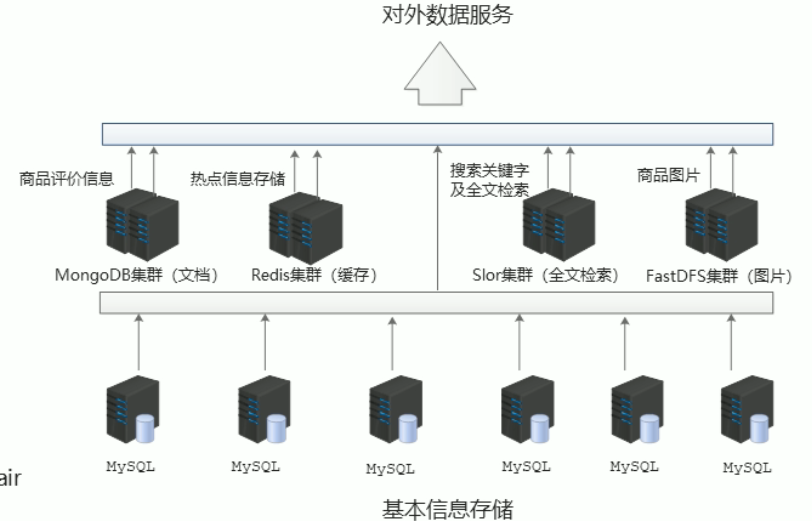 对外数据服务
商品评价信息
热点信息存储
搜索关键字
及全文检索
商品图片
MongoDB集群（文档）
Redis集群（缓存）
Slor集群（全文检索）
FastDFS集群（图片）
MySQL
MySQL
MySQL
MySQL
MySQL
MySQL
air
基本信息存储